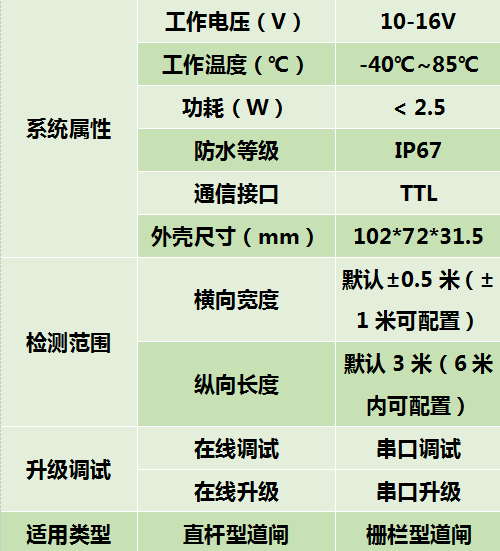 系统属性
工作电压（V） 10-16V
工作温度（℃） -40℃~85℃
功耗（W） < 2.5
防水等级 IP67
通信接口 TTL
外壳尺寸（mm） 102*72*31.5
检测范围
横向宽度 默认±0.5 米（±
1 米可配置）
纵向长度 默认 3 米（6 米
内可配置）
升级调试
在线调试 串口调试
在线升级 串口升级
适用类型 直杆型道闸 栅栏型道闸